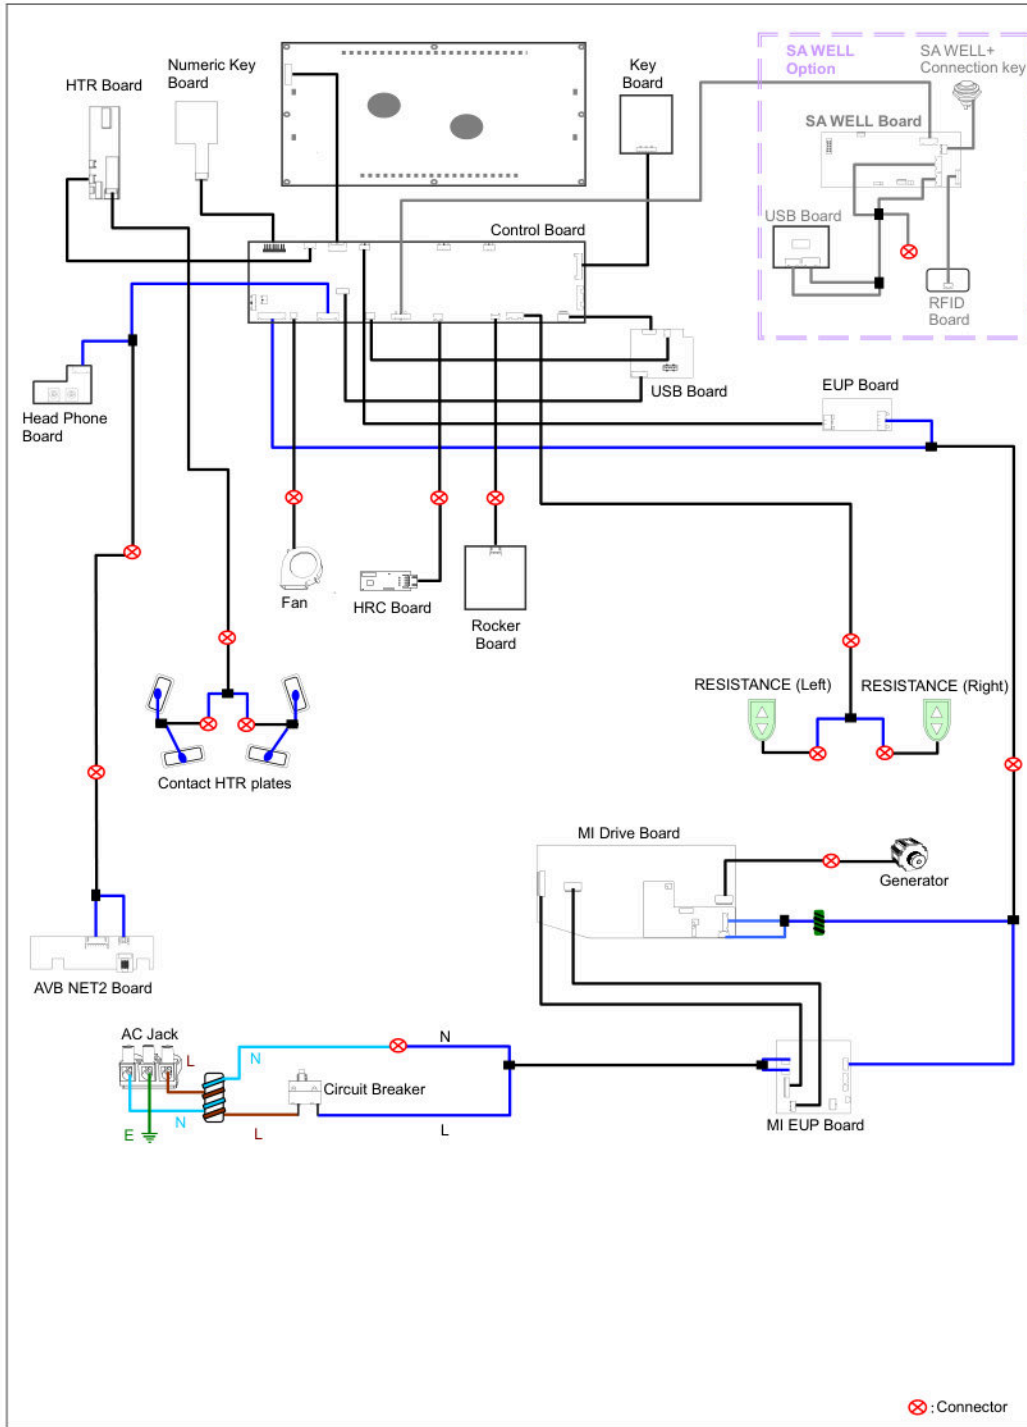 HTR Board
Numeric Key
Board
Key
Board
SA WELL
Option
SA WELL+
Connection key
SA WELL Board
USB Board
RFID
Board
Control Board
USB Board
EUP Board
Head Phone
Board
Fan
HRC Board
Rocker
Board
RESISTANCE (Left)
RESISTANCE (Right)
Contact HTR plates
MI Drive Board
Generator
AVB NET2 Board
AC Jack
L
N
N
Circuit Breaker
N
E
L
L
MI EUP Board
: Connector